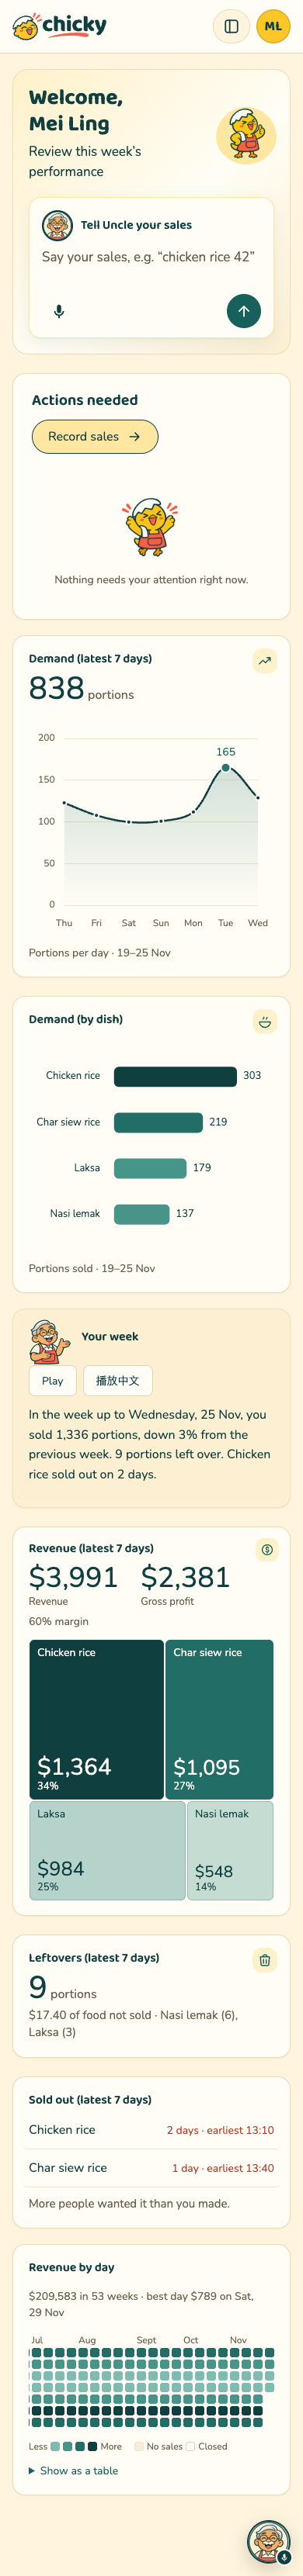 chicky
ML
Welcome,
Mei Ling
Review this week's
performance
Tell Uncle your sales
Say your sales, e.g. "chicken rice 42"
Actions needed
Record sales →
Nothing needs your attention right now.
Demand (latest 7 days)
838 portions
200
150
100
50
0
165
Thu Fri Sat Sun Mon Tue Wed
Portions per day · 19–25 Nov
Demand (by dish)
Chicken rice 303
Char siew rice 219
Laksa 179
Nasi lemak 137
Portions sold · 19–25 Nov
Your week
Play 播放中文
In the week up to Wednesday, 25 Nov, you
sold 1,336 portions, down 3% from the
previous week. 9 portions left over. Chicken
rice sold out on 2 days.
Revenue (latest 7 days)
$3,991 $2,381
Revenue Gross profit
60% margin
Chicken rice
$1,364
34%
Char siew rice
$1,095
27%
Laksa
$984
25%
Nasi lemak
$548
14%
Leftovers (latest 7 days)
9 portions
$17.40 of food not sold · Nasi lemak (6),
Laksa (3)
Sold out (latest 7 days)
Chicken rice 2 days · earliest 13:10
Char siew rice 1 day · earliest 13:40
More people wanted it than you made.
Revenue by day
$209,583 in 53 weeks · best day $789 on Sat,
29 Nov
Jul Aug Sept Oct Nov
Less More No sales Closed
Show as a table